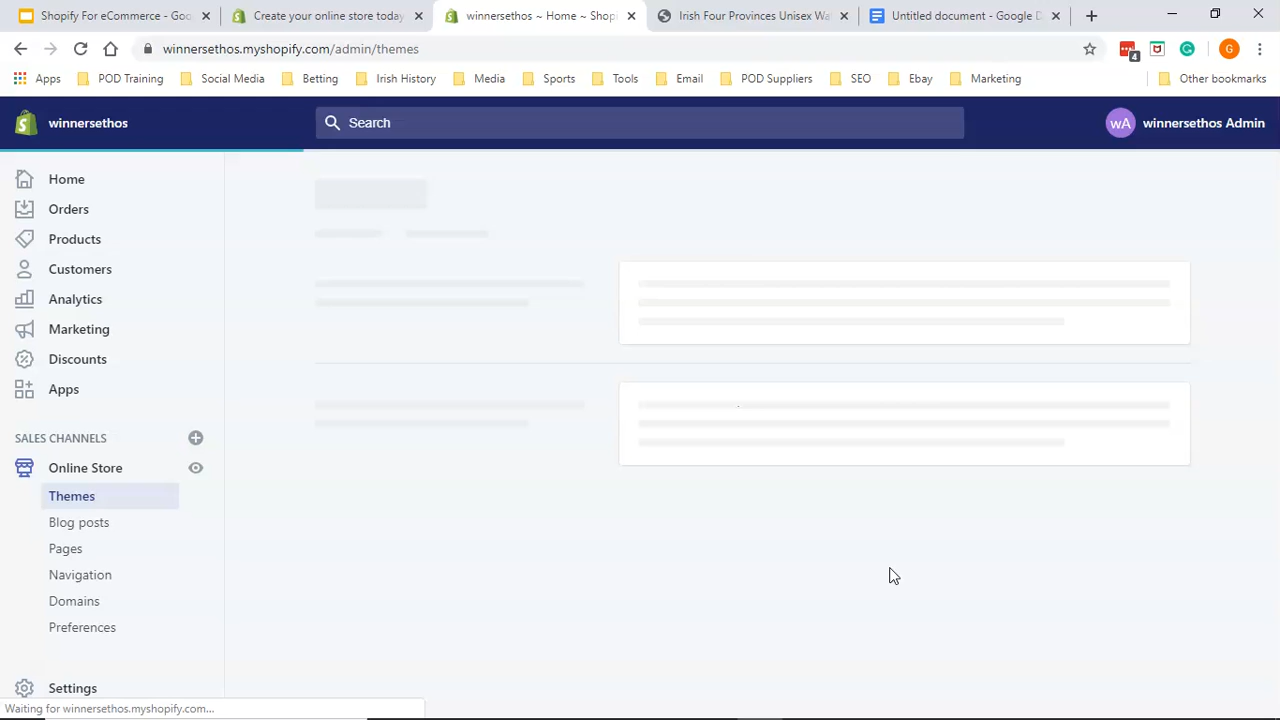 Shopify For eCommerce - Goo
Create your online store today
winnersethos ~ Home ~ Shopi
Irish Four Provinces Unisex Wa
Untitled document - Google D
winnersethos.myshopify.com/admin/themes
4
G
Apps
POD Training
Social Media
Betting
Irish History
Media
Sports
Tools
Email
POD Suppliers
SEO
Ebay
Marketing
Other bookmarks
winnersethos
Search
wA
winnersethos Admin
Home
Orders
Products
Customers
Analytics
Marketing
Discounts
Apps
SALES CHANNELS
Online Store
Themes
Blog posts
Pages
Navigation
Domains
Preferences
Settings
Waiting for winnersethos.myshopify.com...